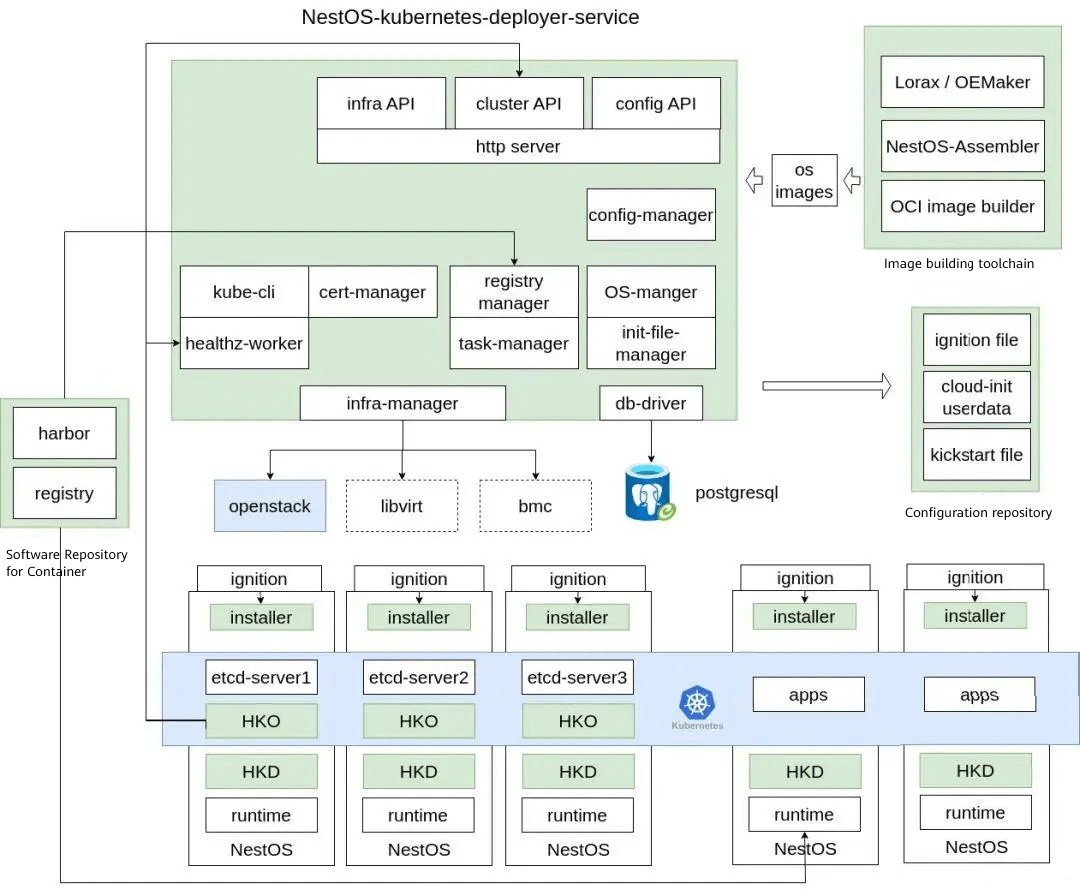 NestOS-kubernetes-deployer-service
infra API
cluster API
config API
http server
config-manager
kube-cli
cert-manager
healthz-worker
registry
manager
task-manager
OS-manger
init-file-
manager
infra-manager
db-driver
openstack
libvirt
bmc
postgresql
os
images
Lorax / OEMaker
NestOS-Assembler
OCI image builder
Image building toolchain
ignition file
cloud-init
userdata
kickstart file
Configuration repository
harbor
registry
Software Repository
for Container
ignition
installer
etcd-server1
HKO
HKD
runtime
NestOS
ignition
installer
etcd-server2
HKO
HKD
runtime
NestOS
ignition
installer
etcd-server3
HKO
HKD
runtime
NestOS
Kubernetes
ignition
installer
apps
HKD
runtime
NestOS
ignition
installer
apps
HKD
runtime
NestOS